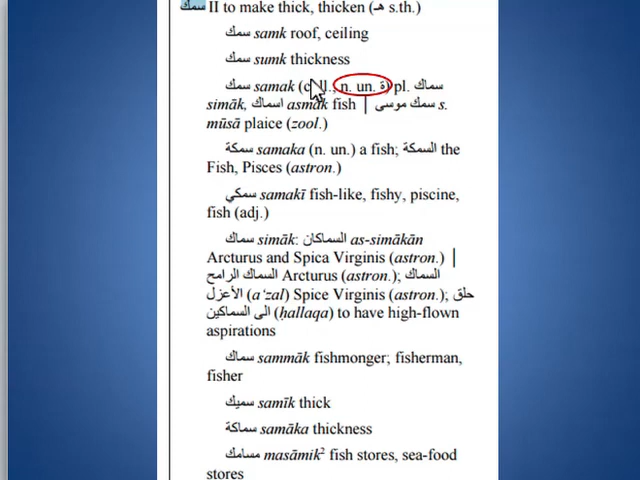 سمك II to make thick, thicken (هـ s.th.)
سمك samk roof, ceiling
سمك sumk thickness
سمك samak (coll., n. un. ة) pl. سماك
simāk, اسماك asmāk fish | سمك موسى s.
mūsā plaice (zool.)
سمكة samaka (n. un.) a fish; السمكة the
Fish, Pisces (astron.)
سمكي samakī fish-like, fishy, piscine,
fish (adj.)
سماك simāk: السماكان as-simākān
Arcturus and Spica Virginis (astron.) |
السماك الرامح Arcturus (astron.); السماك
الأعزل (a‘zal) Spice Virginis (astron.); حلق
الى السماكين (ḥallaqa) to have high-flown
aspirations
سماك sammāk fishmonger; fisherman,
fisher
سميك samīk thick
سماكة samāka thickness
مسامك masāmik² fish stores, sea-food
stores